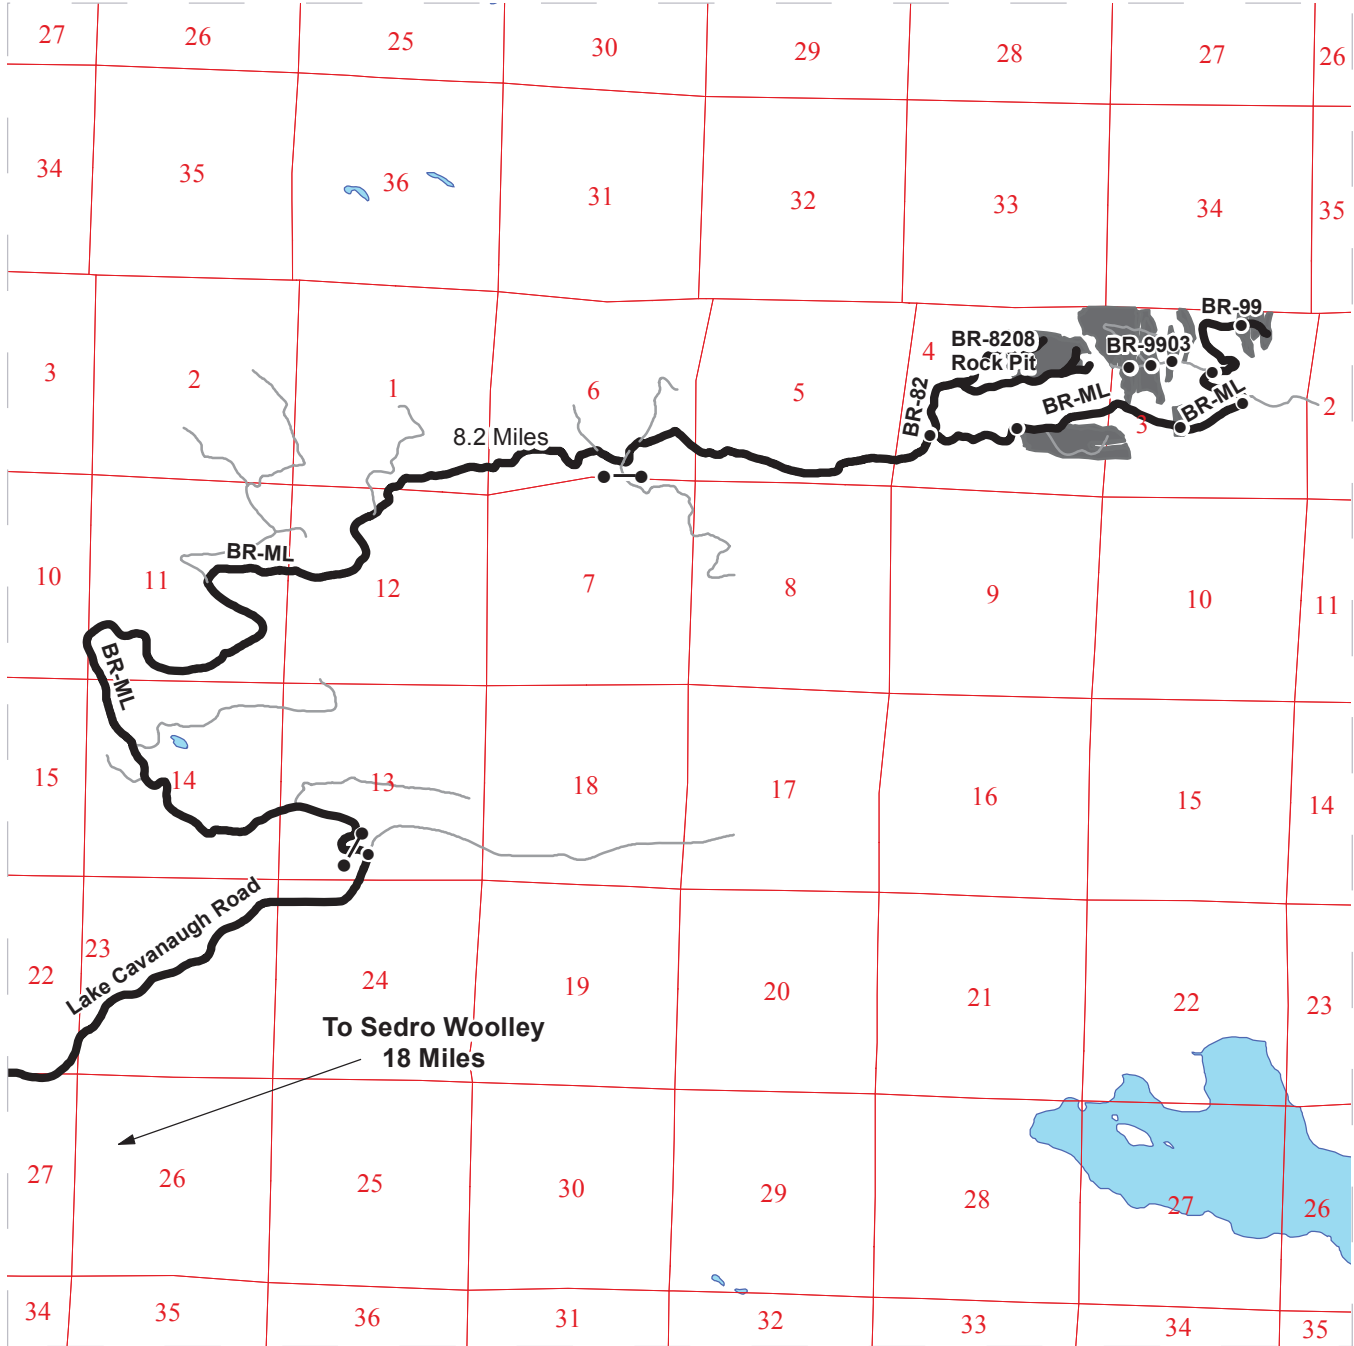 27 26 25 30 29 28 27 26
34 35 36 31 32 33 34 35
BR-99
3 2 1 6 5 4 3 2
BR-8208
Rock Pit
BR-9903
BR-82
BR-ML
BR-ML
8.2 Miles
BR-ML
10 11 12 7 8 9 10 11
BR-ML
15 14 13 18 17 16 15 14
Lake Cavanaugh Road
22 23 24 19 20 21 22 23
To Sedro Woolley
18 Miles
27 26 25 30 29 28 27 26
34 35 36 31 32 33 34 35